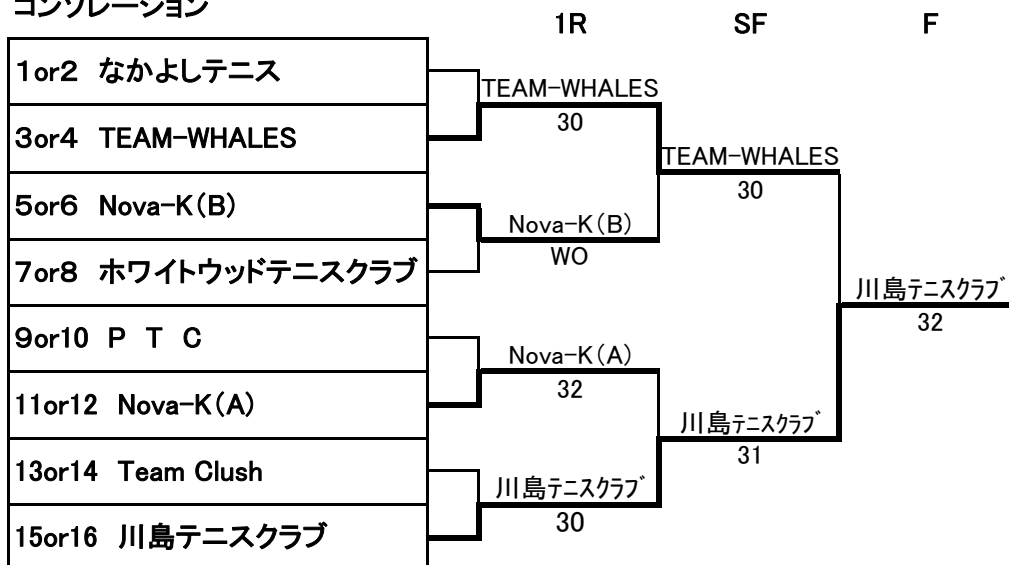 コンソレーション
1R SF F
1or2 なかよしテニス
TEAM-WHALES
30
3or4 TEAM-WHALES
TEAM-WHALES
30
5or6 Nova-K(B)
Nova-K(B)
WO
7or8 ホワイトウッドテニスクラブ
川島ﾃﾆｽｸﾗﾌﾞ
32
9or10 P T C
Nova-K(A)
32
11or12 Nova-K(A)
川島ﾃﾆｽｸﾗﾌﾞ
31
13or14 Team Clush
川島ﾃﾆｽｸﾗﾌﾞ
30
15or16 川島テニスクラブ